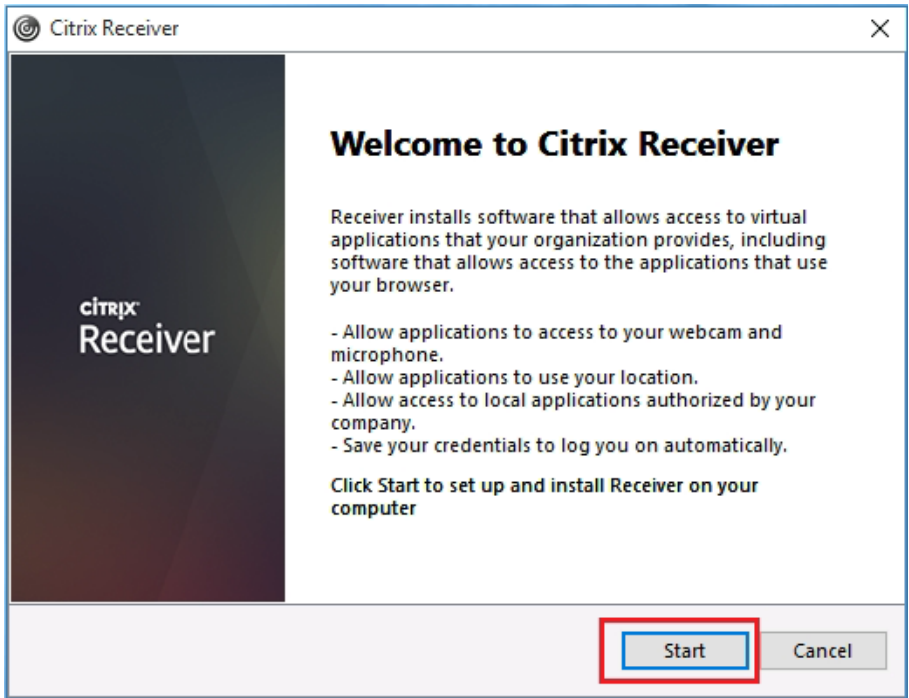 Citrix Receiver
Welcome to Citrix Receiver
Receiver installs software that allows access to virtual
applications that your organization provides, including
software that allows access to the applications that use
your browser.
- Allow applications to access to your webcam and
microphone.
- Allow applications to use your location.
- Allow access to local applications authorized by your
company.
- Save your credentials to log you on automatically.
Click Start to set up and install Receiver on your
computer
CITRIX
Receiver
Start
Cancel